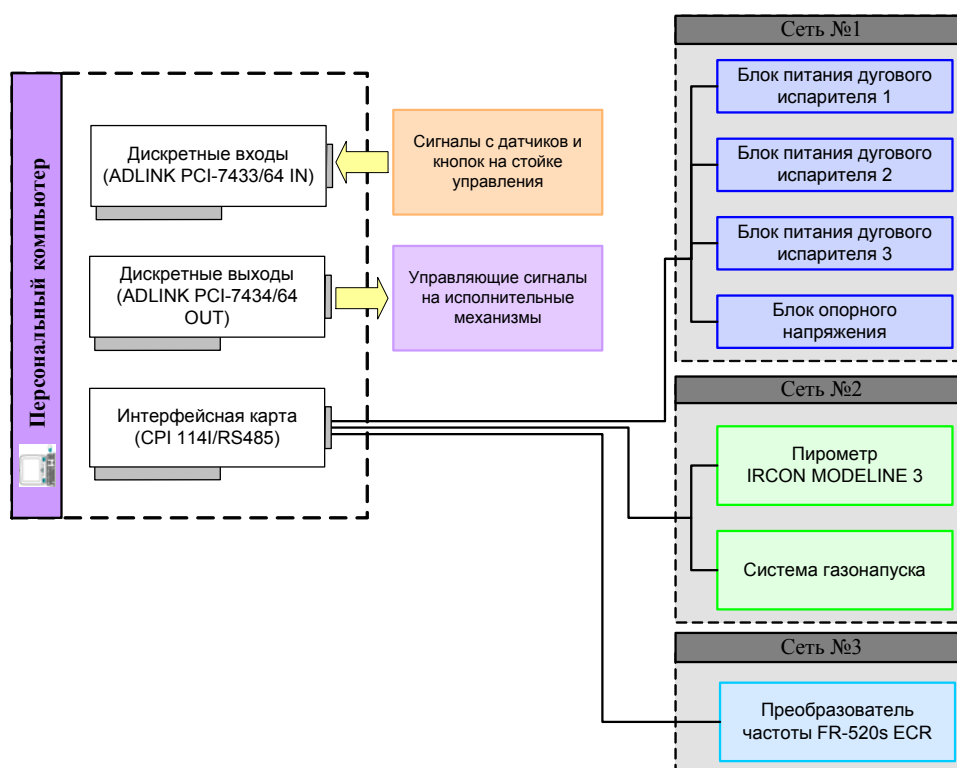 Персональный компьютер
Дискретные входы
(ADLINK PCI-7433/64 IN)
Сигналы с датчиков и
кнопок на стойке
управления
Дискретные выходы
(ADLINK PCI-7434/64
OUT)
Управляющие сигналы
на исполнительные
механизмы
Интерфейсная карта
(CPI 114I/RS485)
Сеть №1
Блок питания дугового
испарителя 1
Блок питания дугового
испарителя 2
Блок питания дугового
испарителя 3
Блок опорного
напряжения
Сеть №2
Пирометр
IRCON MODELINE 3
Система газонапуска
Сеть №3
Преобразователь
частоты FR-520s ECR